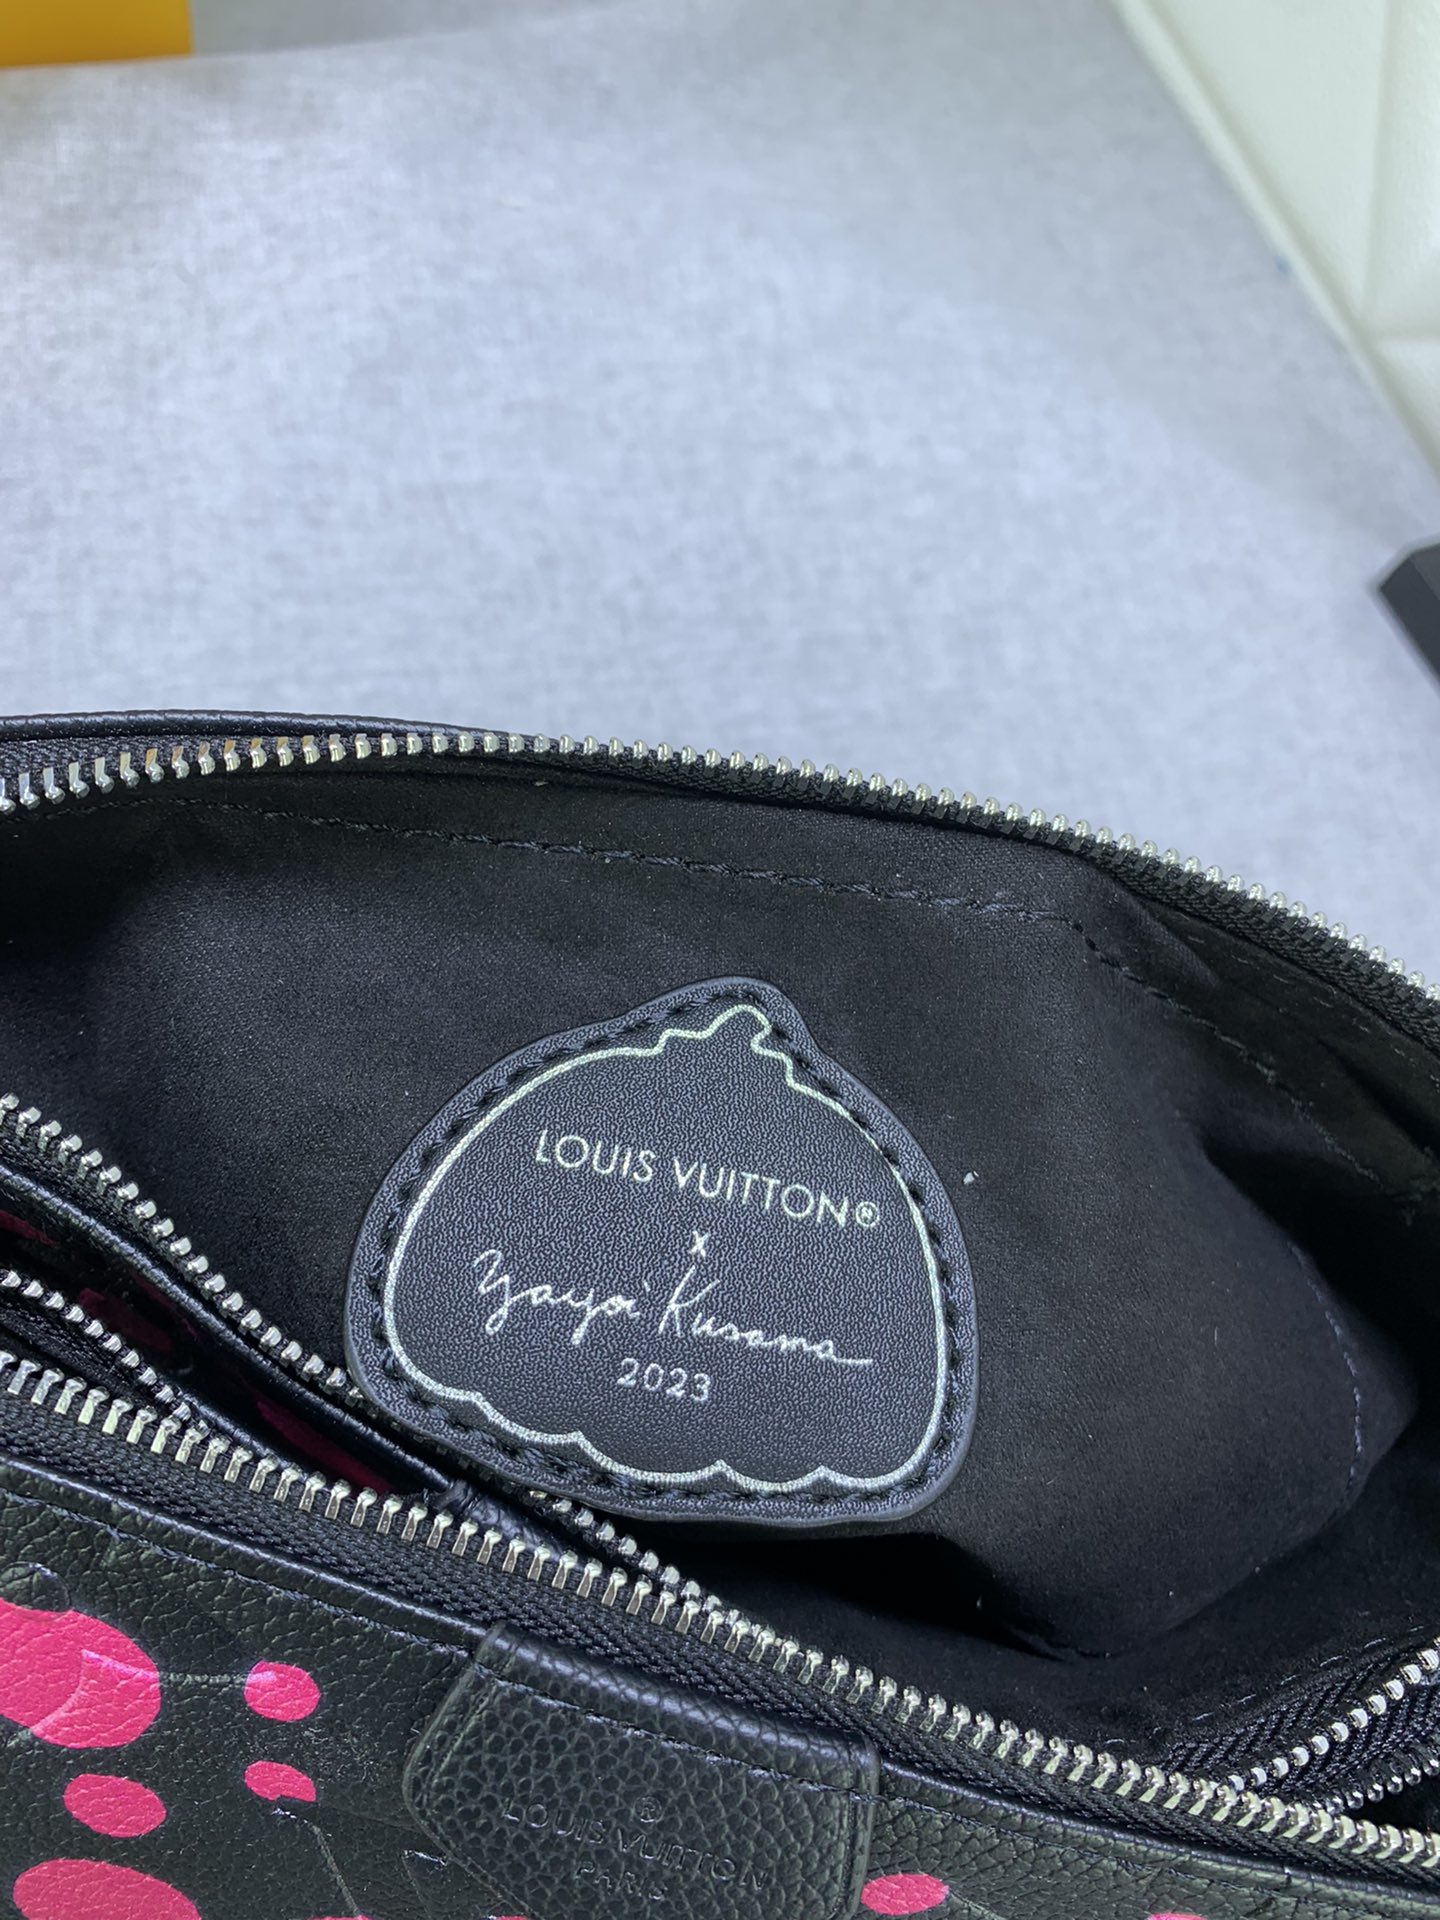 LOUIS VUITTON®
x
Yayoi Kusama
2023
®
LOUIS VUITTON
PARIS